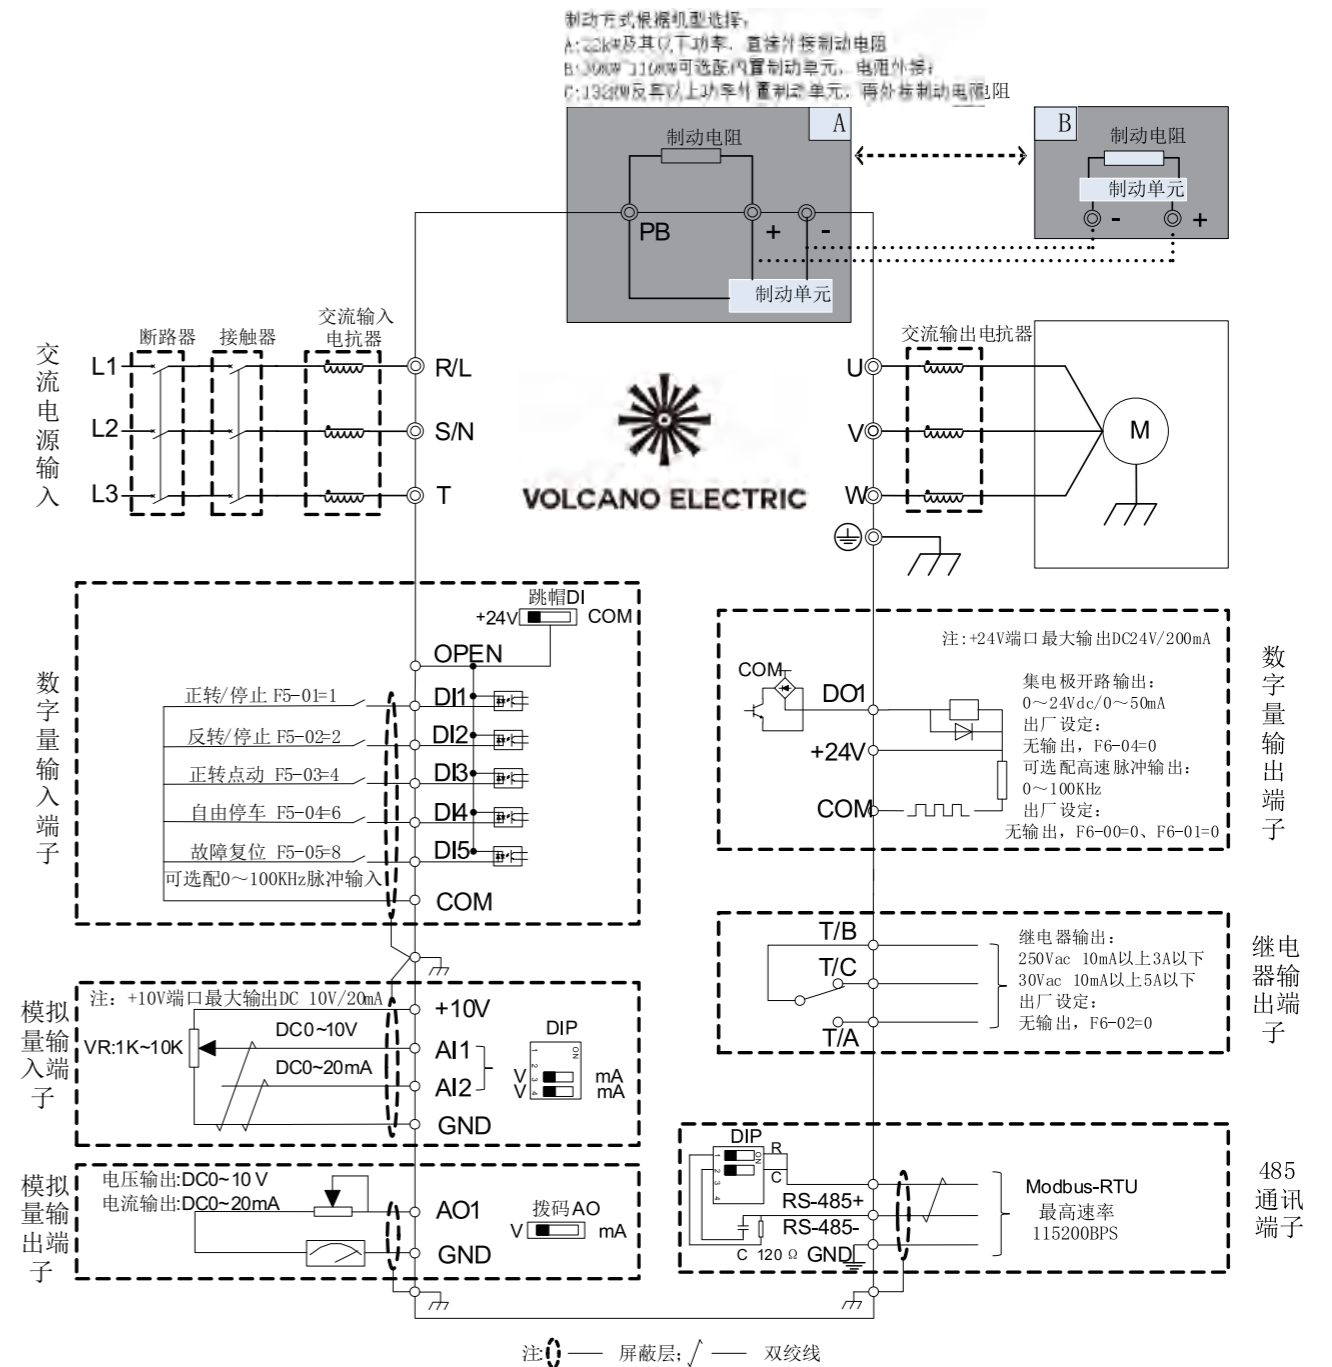 制动方式根据机型选择:
A:22kW及其以下功率，直接外接制动电阻
B:30KW~110KW可选配内置制动单元，电阻外接;
C:132KW及其以上功率外置制动单元，再外接制动电阻电阻
A
制动电阻
PB
+
-
制动单元
B
制动电阻
制动单元
-
+
交流电源输入
断路器
接触器
交流输入
电抗器
L1
L2
L3
R/L
S/N
T
VOLCANO ELECTRIC
U
V
W
交流输出电抗器
M
数字量输入端子
跳帽DI
+24V
COM
OPEN
正转/停止 F5-01=1
DI1
反转/停止 F5-02=2
DI2
正转点动 F5-03=4
DI3
自由停车 F5-04=6
DI4
故障复位 F5-05=8
DI5
可选配0～100KHz脉冲输入
COM
数字量输出端子
注:+24V端口最大输出DC24V/200mA
COM
DO1
+24V
COM
集电极开路输出:
0～24Vdc/0～50mA
出厂设定:
无输出，F6-04=0
可选配高速脉冲输出:
0～100KHz
出厂设定:
无输出，F6-00=0、F6-01=0
继电
器输
出端
子
T/B
T/C
T/A
继电器输出:
250Vac 10mA以上3A以下
30Vac 10mA以上5A以下
出厂设定:
无输出，F6-02=0
模拟
量输
入端
子
注: +10V端口最大输出DC 10V/20mA
+10V
VR:1K~10K
DC0~10V
AI1
DC0~20mA
AI2
GND
DIP
ON
1
2
3
4
V
mA
V
mA
模拟
量输
出端
子
电压输出:DC0~10V
电流输出:DC0~20mA
AO1
GND
拨码AO
V
mA
485
通讯
端子
DIP
ON
1
2
3
4
R
C
RS-485+
RS-485-
C 120 Ω GND
Modbus-RTU
最高速率
115200BPS
注: 屏蔽层; 双绞线